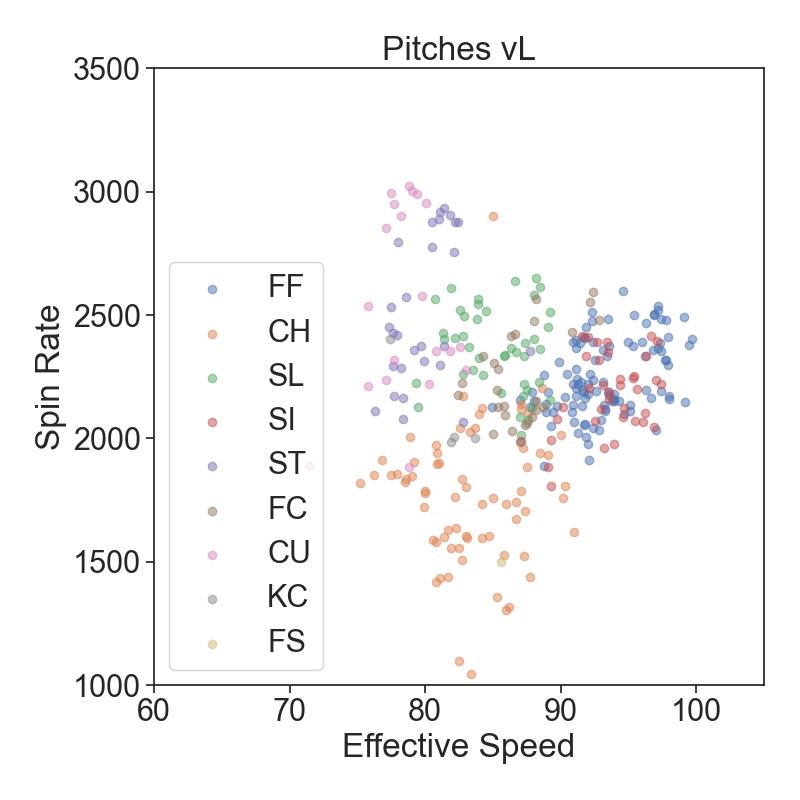 Pitches vL
3500
3000
2500
2000
1500
1000
Spin Rate
FF
CH
SL
SI
ST
FC
CU
KC
FS
60 70 80 90 100
Effective Speed